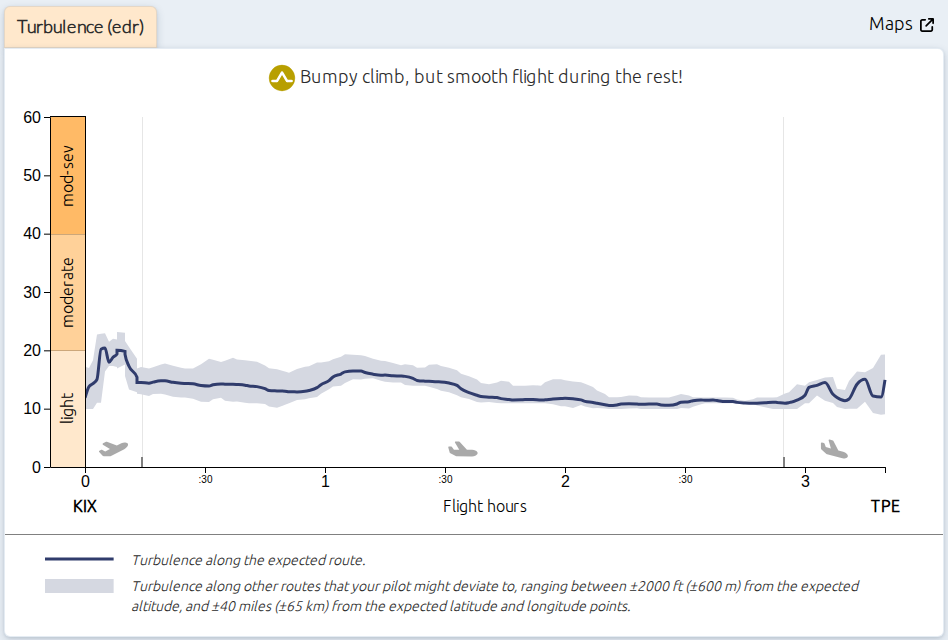 Turbulence (edr)
Maps
Bumpy climb, but smooth flight during the rest!
60
50
40
30
20
10
0
mod-sev
moderate
light
0
:30
1
:30
2
:30
3
KIX
Flight hours
TPE
Turbulence along the expected route.
Turbulence along other routes that your pilot might deviate to, ranging between ±2000 ft (±600 m) from the expected
altitude, and ±40 miles (±65 km) from the expected latitude and longitude points.